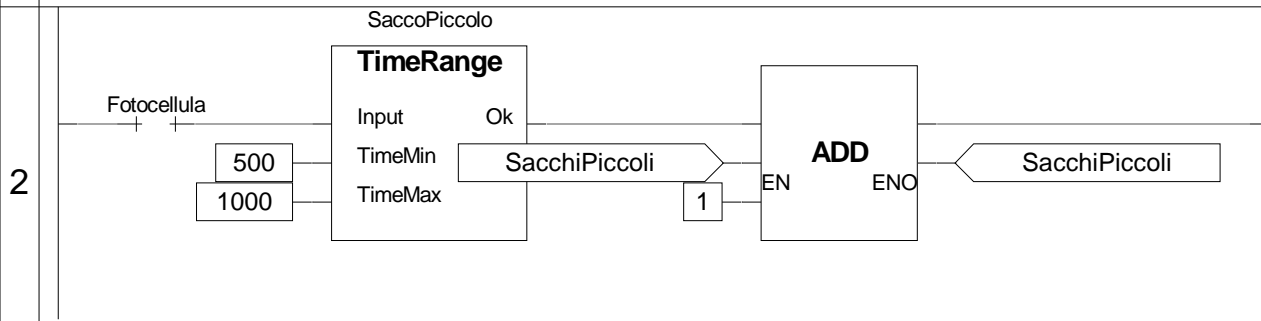 SaccoPiccolo
TimeRange
Fotocellula
Input Ok
500 TimeMin SacchiPiccoli ADD SacchiPiccoli
2 EN ENO
1000 TimeMax 1